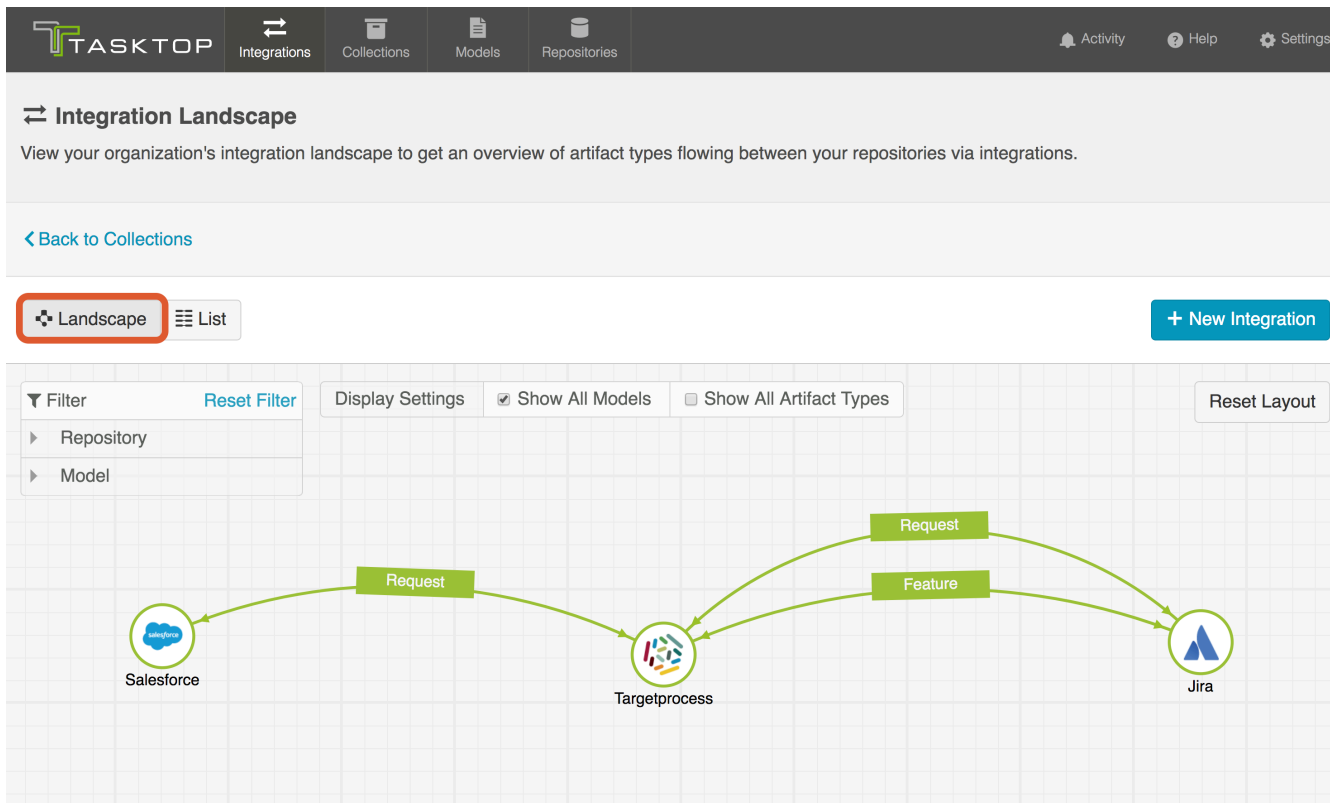 TASKTOP
Integrations
Collections
Models
Repositories
Activity
Help
Settings
Integration Landscape
View your organization's integration landscape to get an overview of artifact types flowing between your repositories via integrations.
Back to Collections
Landscape
List
+ New Integration
Filter
Reset Filter
Display Settings
Show All Models
Show All Artifact Types
Reset Layout
Repository
Model
Request
Feature
Request
salesforce
Salesforce
Targetprocess
Jira